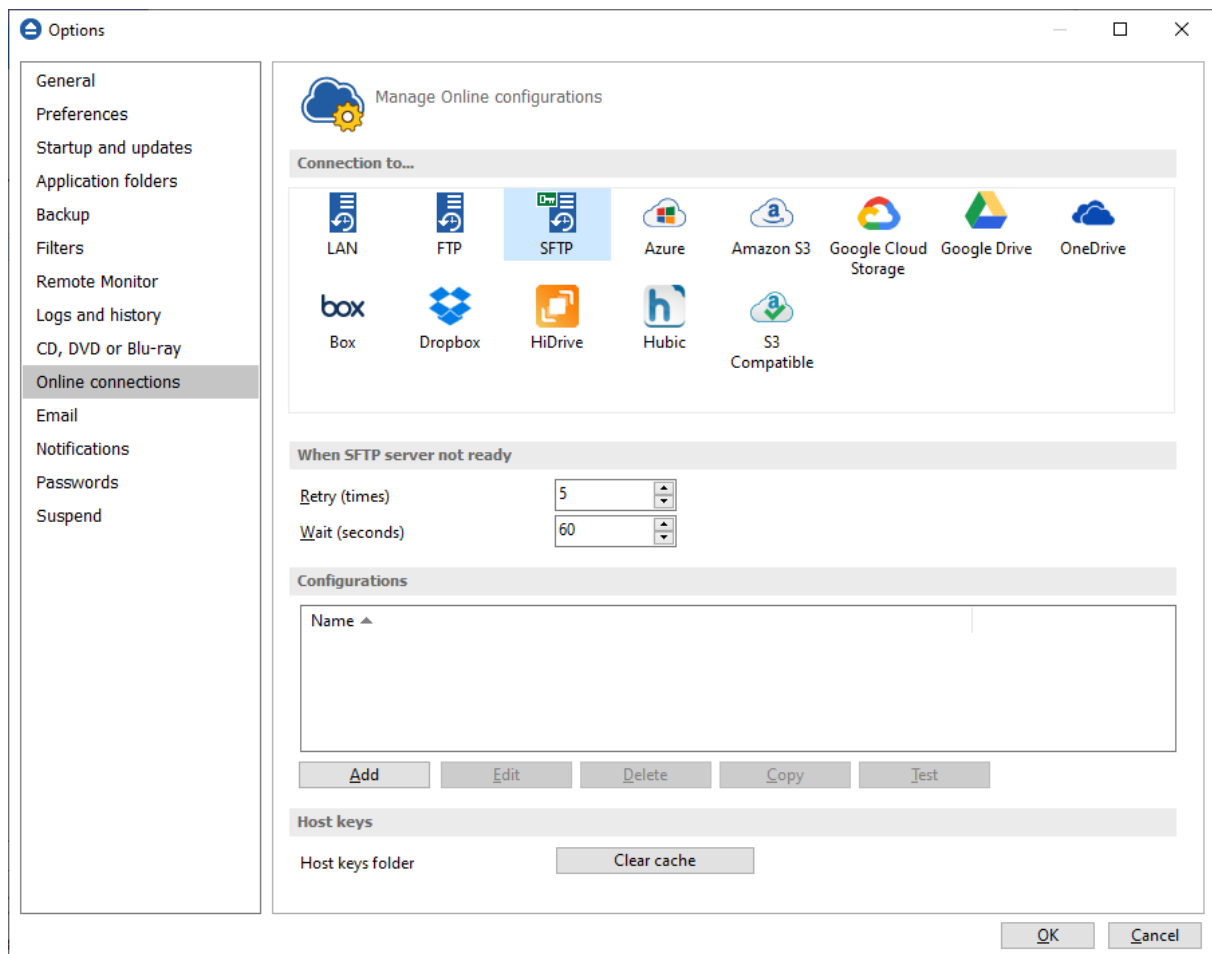 Options
General
Preferences
Startup and updates
Application folders
Backup
Filters
Remote Monitor
Logs and history
CD, DVD or Blu-ray
Online connections
Email
Notifications
Passwords
Suspend
Manage Online configurations
Connection to...
LAN
FTP
SFTP
Azure
Amazon S3
Google Cloud
Storage
Google Drive
OneDrive
box
Box
Dropbox
HiDrive
h
Hubic
a
S3
Compatible
When SFTP server not ready
Retry (times)
5
Wait (seconds)
60
Configurations
Name
Add
Edit
Delete
Copy
Test
Host keys
Host keys folder
Clear cache
OK
Cancel